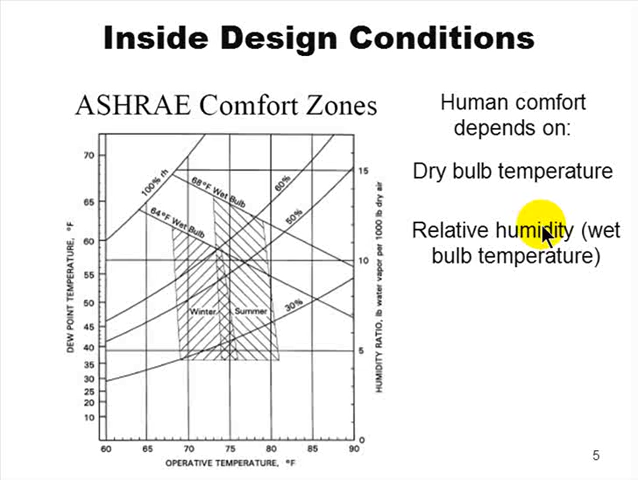 Inside Design Conditions
ASHRAE Comfort Zones
Human comfort
depends on:
Dry bulb temperature
Relative humidity (wet
bulb temperature)
100% rh
68°F Wet Bulb
64°F Wet Bulb
60%
50%
30%
Winter
Summer
DEW POINT TEMPERATURE, °F
70
65
60
55
50
45
40
35
30
25
20
10
HUMIDITY RATIO, lb water vapor per 1000 lb dry air
15
10
5
0
60
65
70
75
80
85
90
OPERATIVE TEMPERATURE, °F
5